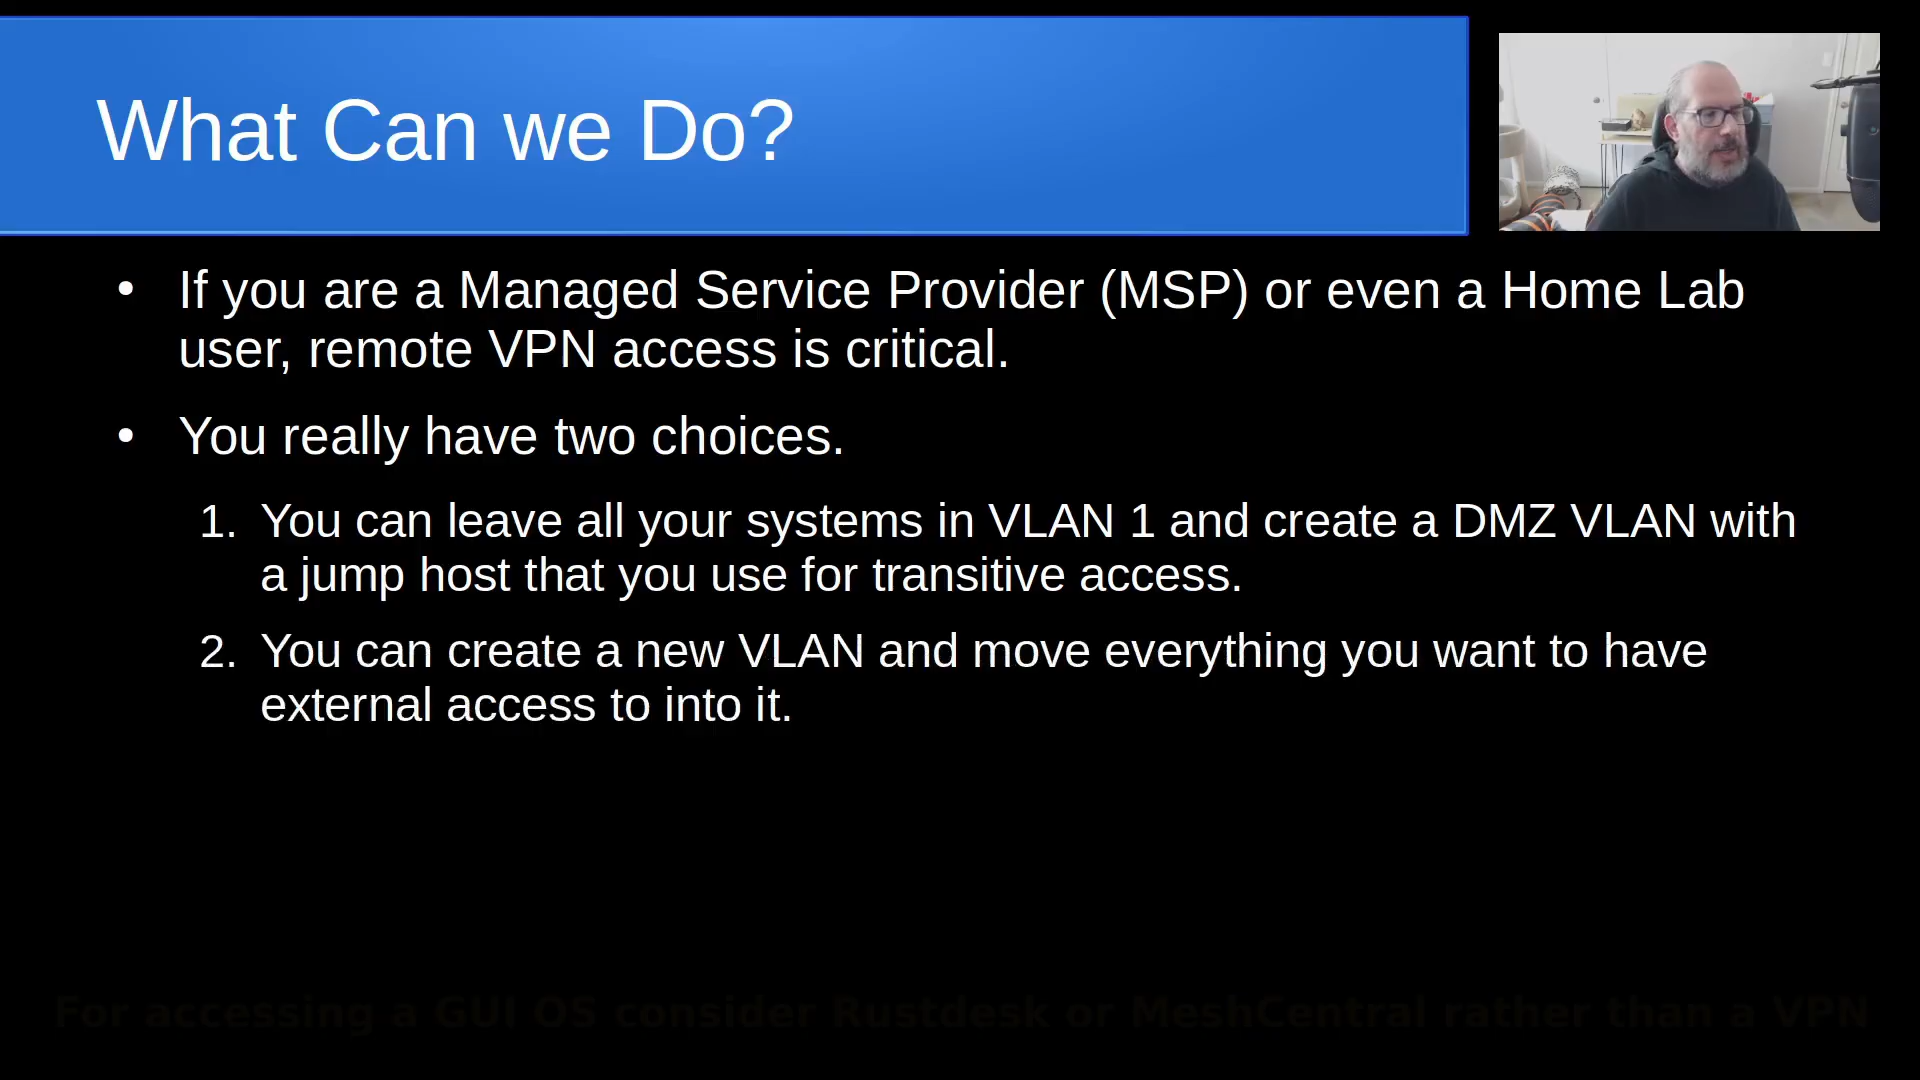 What Can we Do?
• If you are a Managed Service Provider (MSP) or even a Home Lab
user, remote VPN access is critical.
• You really have two choices.
1. You can leave all your systems in VLAN 1 and create a DMZ VLAN with
a jump host that you use for transitive access.
2. You can create a new VLAN and move everything you want to have
external access to into it.
For accessing a GUI OS consider Rustdesk or MeshCentral rather than a VPN